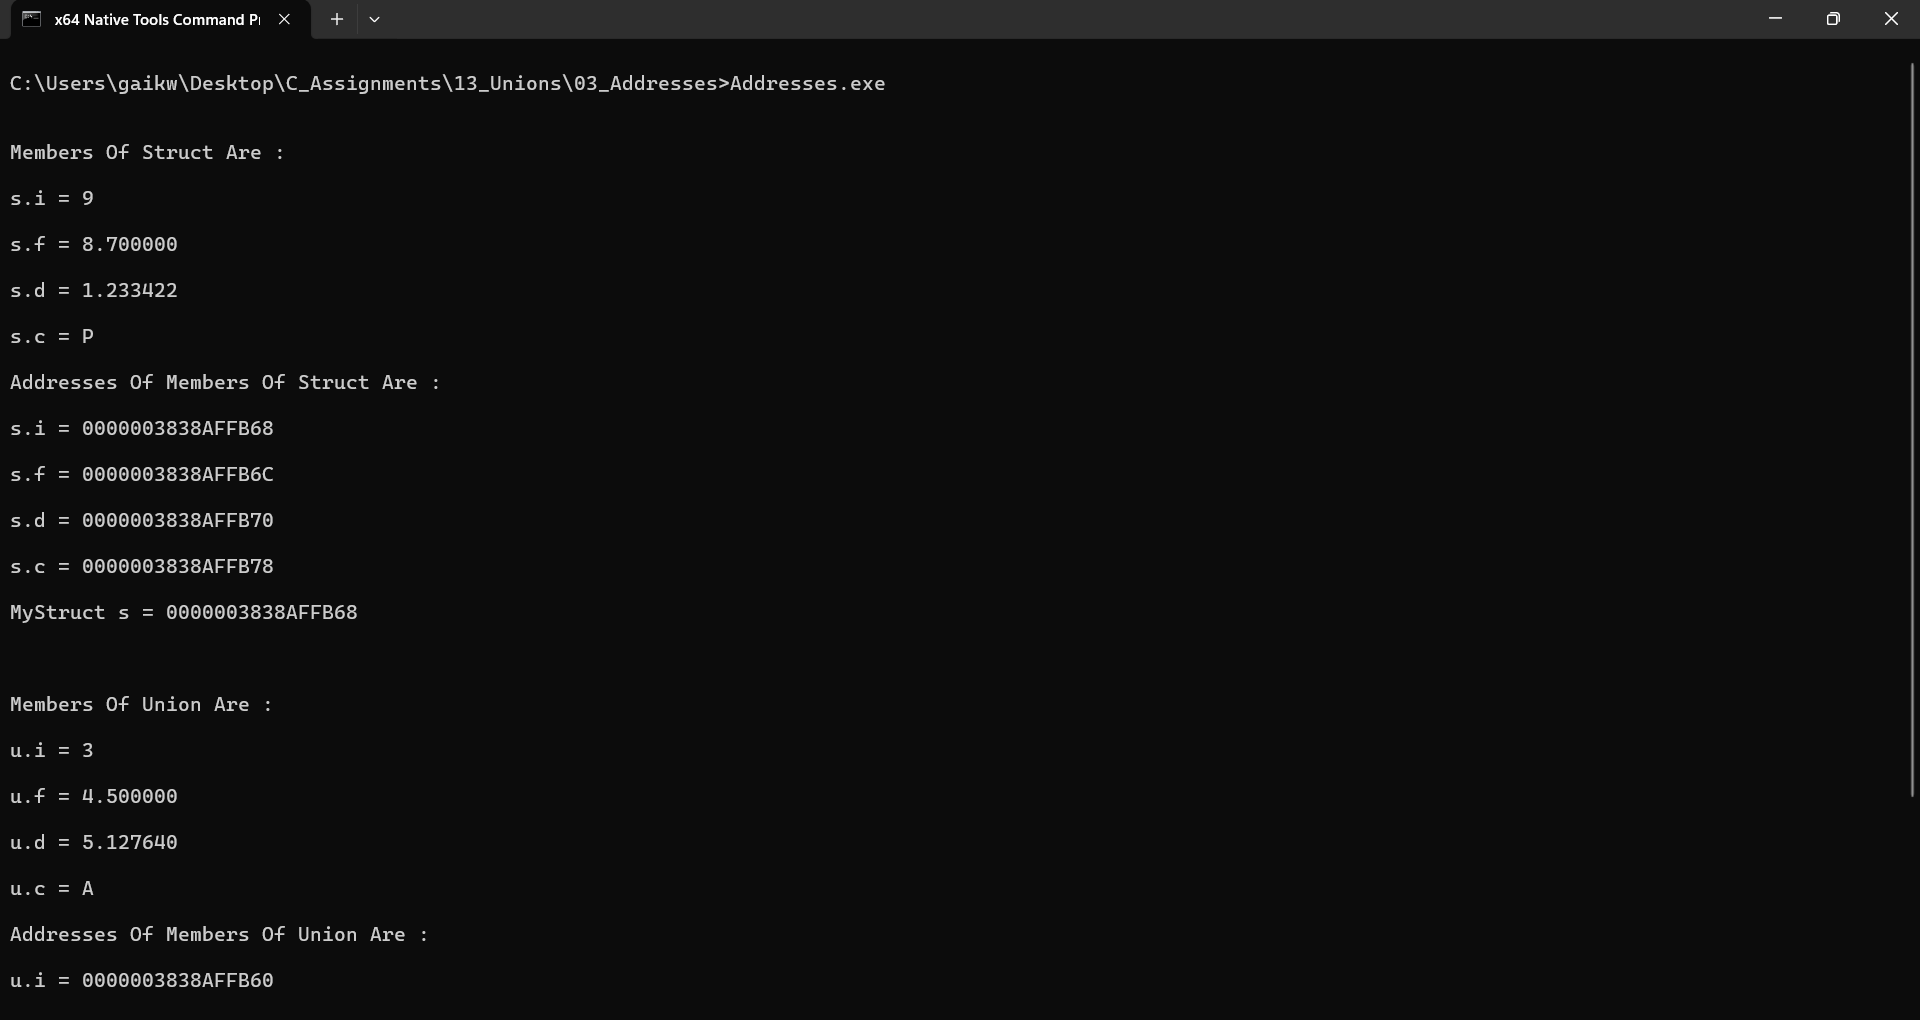 x64 Native Tools Command Pr
C:\Users\gaikw\Desktop\C_Assignments\13_Unions\03_Addresses>Addresses.exe
Members Of Struct Are :
s.i = 9
s.f = 8.700000
s.d = 1.233422
s.c = P
Addresses Of Members Of Struct Are :
s.i = 0000003838AFFB68
s.f = 0000003838AFFB6C
s.d = 0000003838AFFB70
s.c = 0000003838AFFB78
MyStruct s = 0000003838AFFB68
Members Of Union Are :
u.i = 3
u.f = 4.500000
u.d = 5.127640
u.c = A
Addresses Of Members Of Union Are :
u.i = 0000003838AFFB60